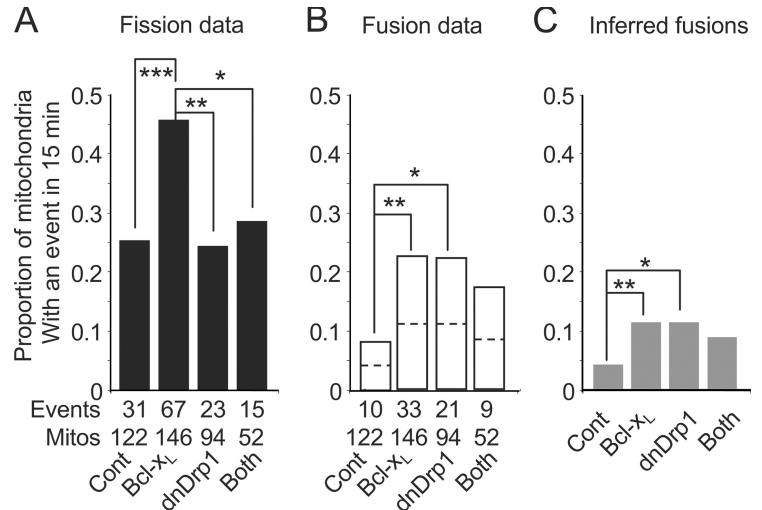 A Fission data
Proportion of mitochondria
With an event in 15 min
0.5
0.4
0.3
0.2
0.1
0
***
*
**
Events 31 67 23 15
Mitos 122 146 94 52
Cont Bcl-xL dnDrp1 Both
B Fusion data
0.5
0.4
0.3
0.2
0.1
0
*
**
10 33 21 9
122 146 94 52
Cont Bcl-xL dnDrp1 Both
C Inferred fusions
0.5
0.4
0.3
0.2
0.1
0
*
**
Cont Bcl-xL dnDrp1 Both